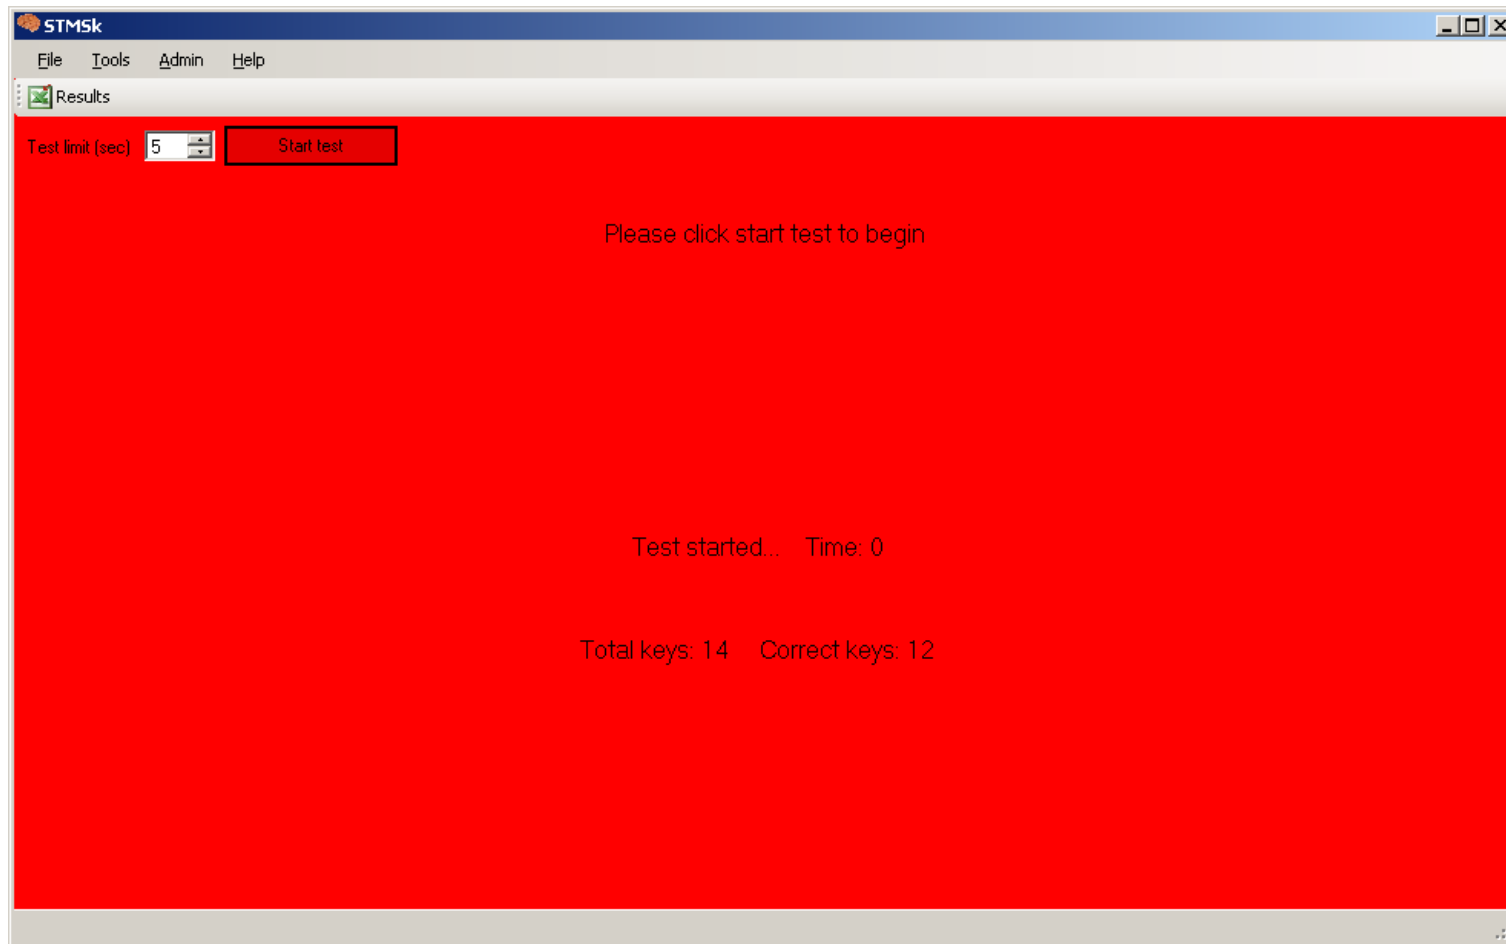 STMSk
File Tools Admin Help
Results
Test limit (sec) 5 Start test
Please click start test to begin
Test started... Time: 0
Total keys: 14 Correct keys: 12